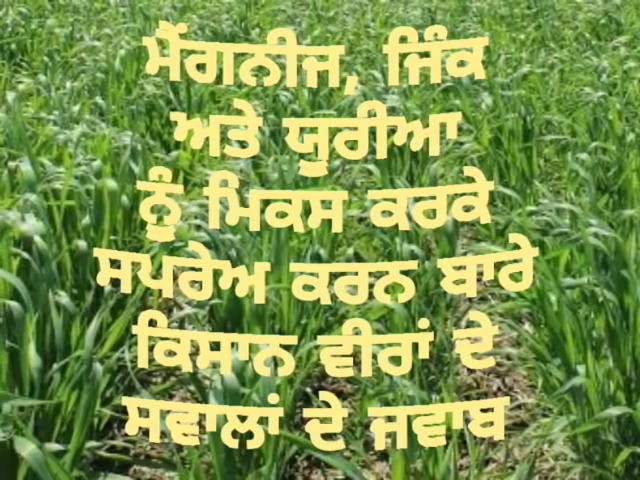 ਮੈਂਗਨੀਜ, ਜਿੰਕ
ਅਤੇ ਯੂਰੀਆ
ਨੂੰ ਮਿਕਸ ਕਰਕੇ
ਸਪਰੇਅ ਕਰਨ ਬਾਰੇ
ਕਿਸਾਨ ਵੀਰਾਂ ਦੇ
ਸਵਾਲਾਂ ਦੇ ਜਵਾਬ